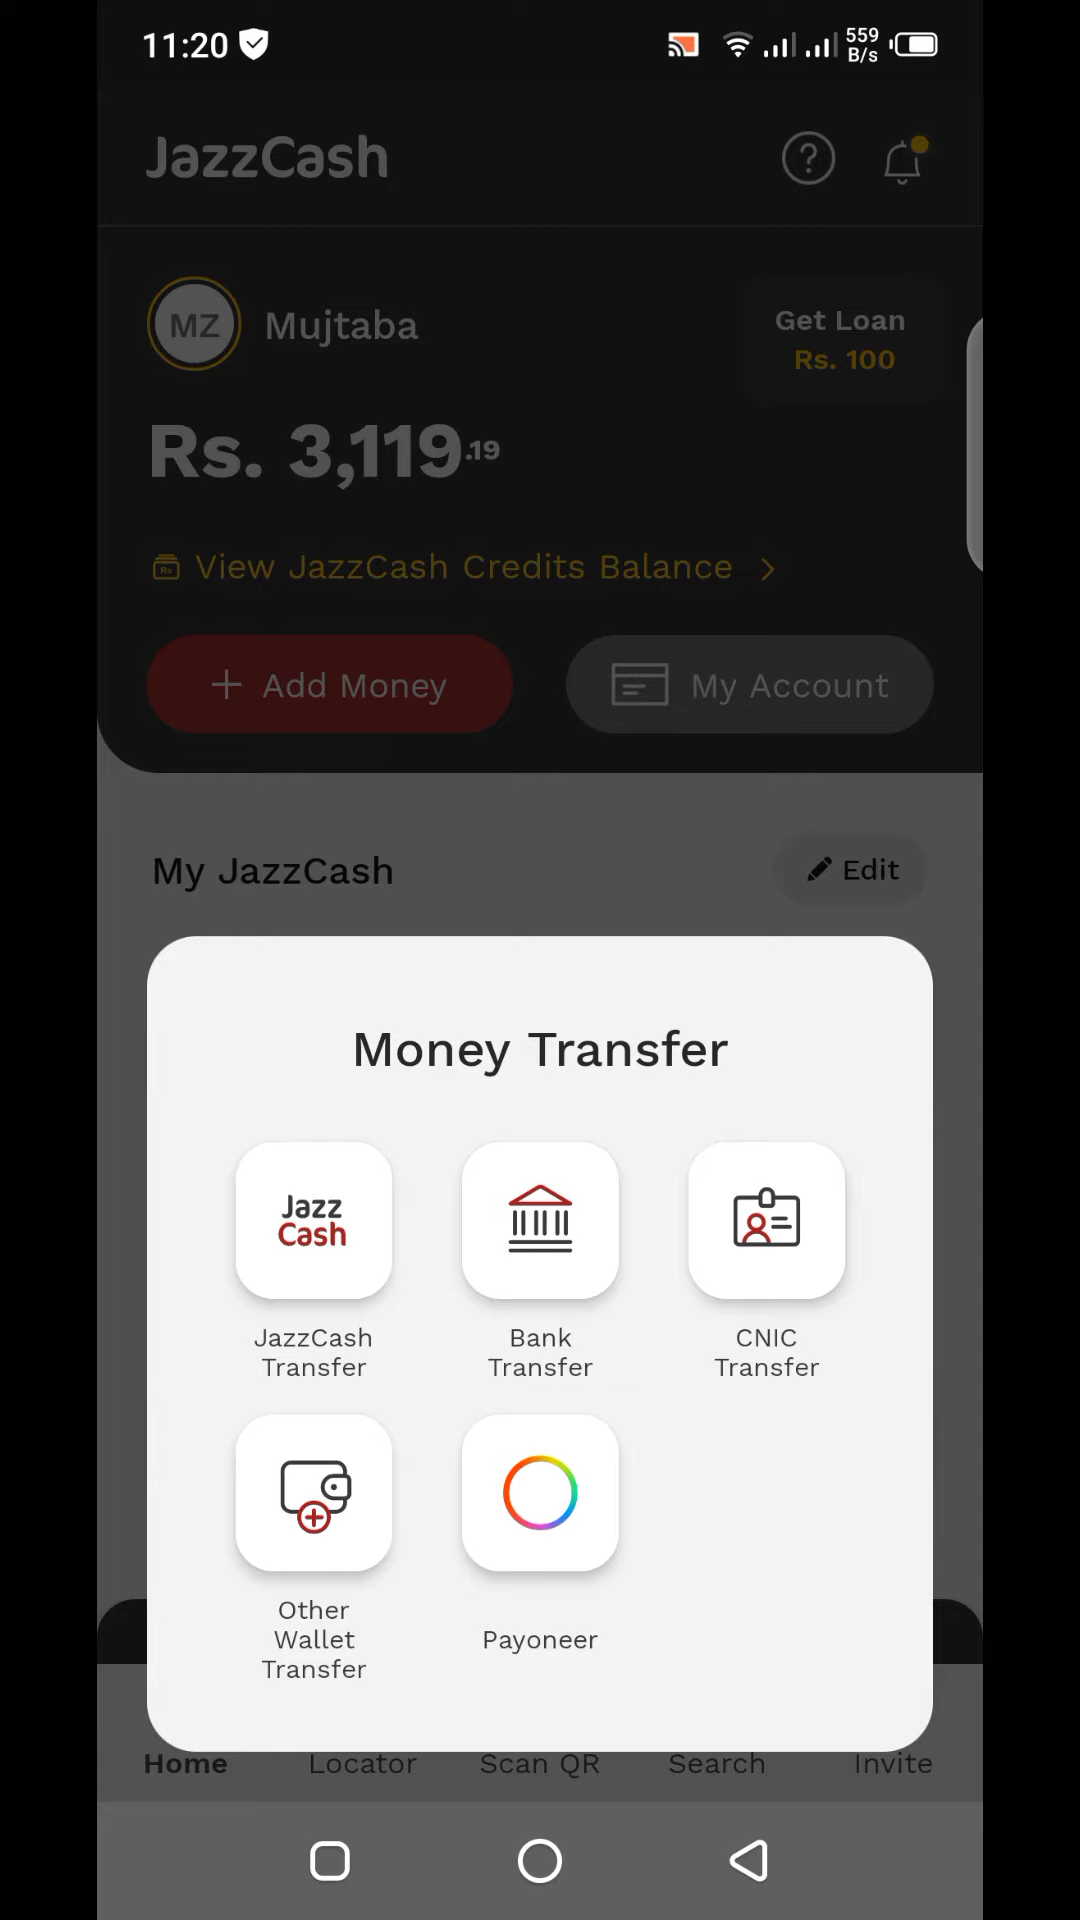 11:20
559
B/s
JazzCash
MZ
Mujtaba
Get Loan
Rs. 100
Rs. 3,119.19
Rs
View JazzCash Credits Balance
Add Money
My Account
My JazzCash
Edit
Money Transfer
Jazz
Cash
JazzCash
Transfer
Bank
Transfer
CNIC
Transfer
Other
Wallet
Transfer
Payoneer
Home
Locator
Scan QR
Search
Invite